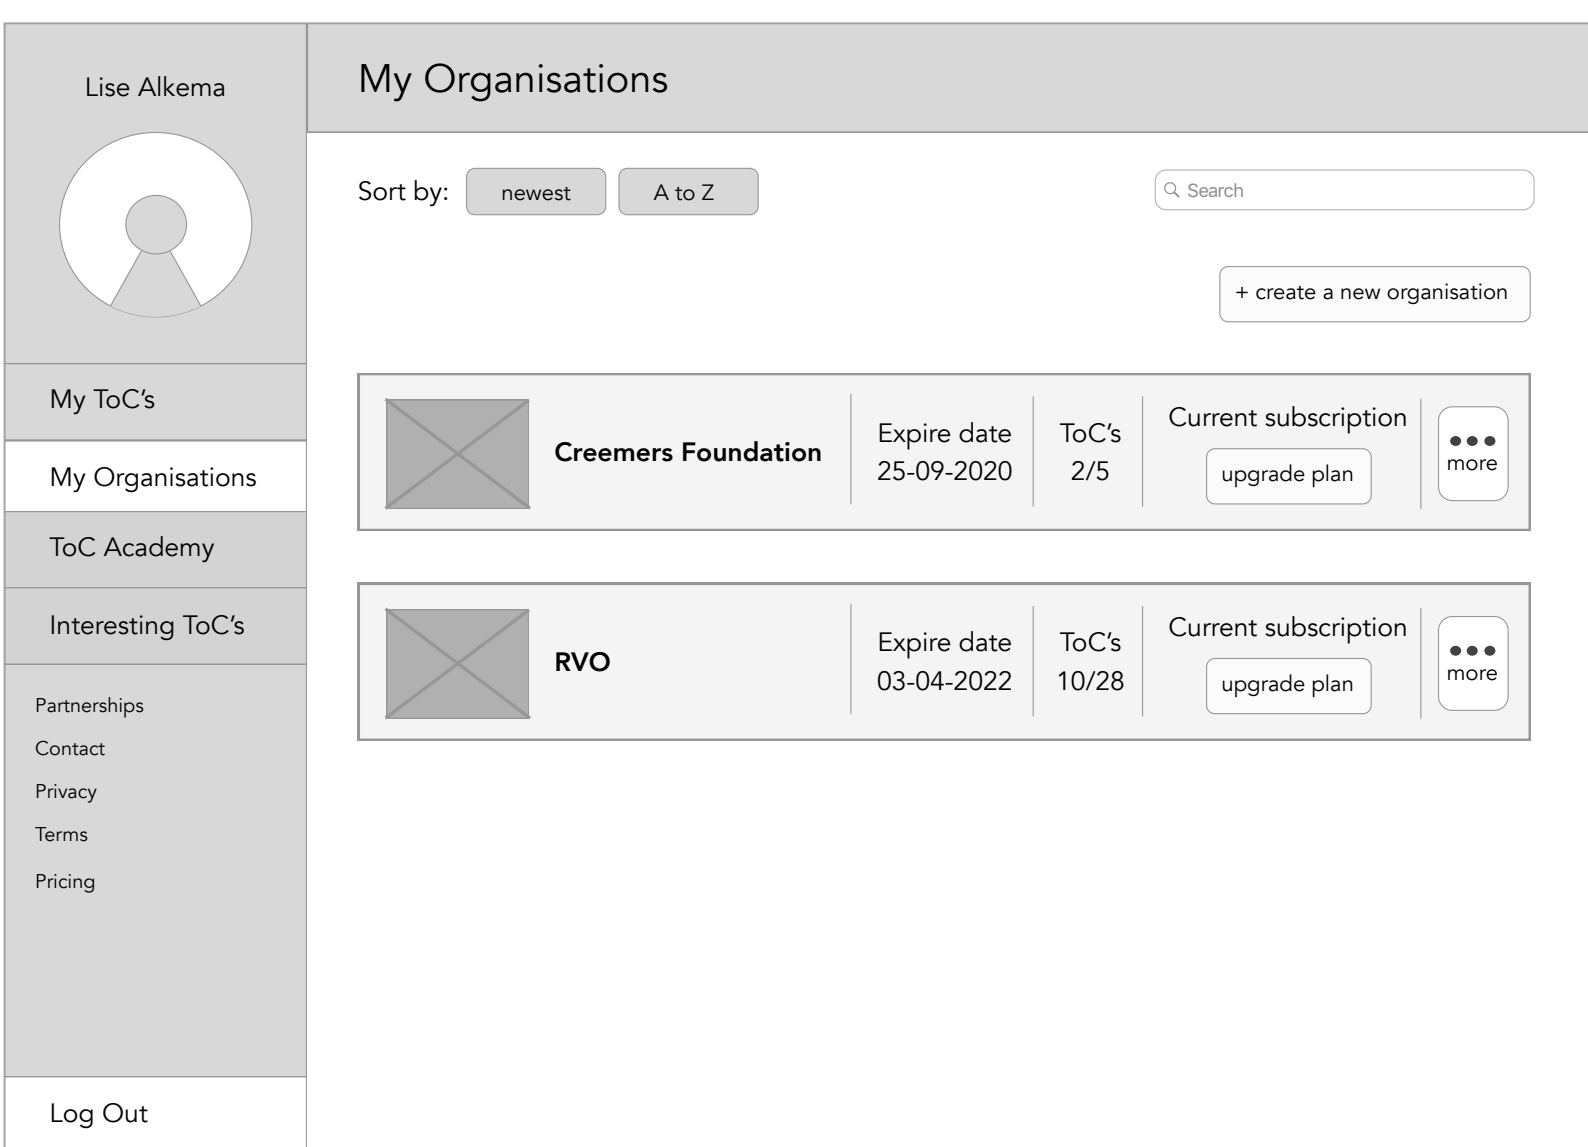 Lise Alkema
My ToC’s
My Organisations
ToC Academy
Interesting ToC’s
Partnerships
Contact
Privacy
Terms
Pricing
Log Out
My Organisations
Sort by:
newest
A to Z
Search
+ create a new organisation
Creemers Foundation
Expire date
25-09-2020
ToC’s
2/5
Current subscription
upgrade plan
more
RVO
Expire date
03-04-2022
ToC’s
10/28
Current subscription
upgrade plan
more